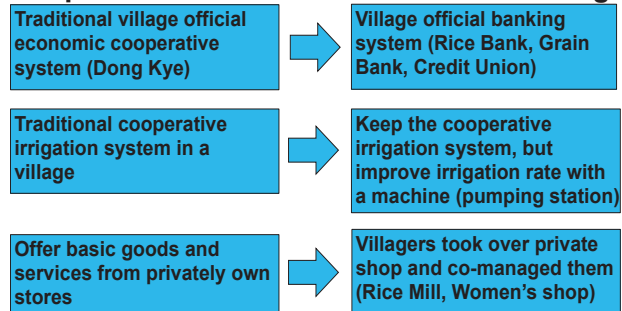 Traditional village official
economic cooperative
system (Dong Kye)
Village official banking
system (Rice Bank, Grain
Bank, Credit Union)
Traditional cooperative
irrigation system in a
village
Keep the cooperative
irrigation system, but
improve irrigation rate with
a machine (pumping station)
Offer basic goods and
services from privately own
stores
Villagers took over private
shop and co-managed them
(Rice Mill, Women's shop)